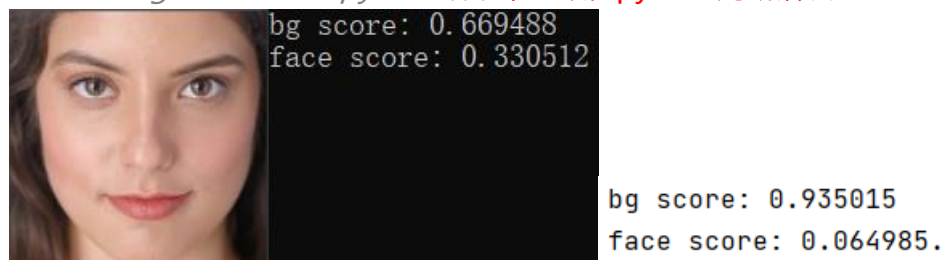 bg score: 0.669488
face score: 0.330512
bg score: 0.935015
face score: 0.064985.